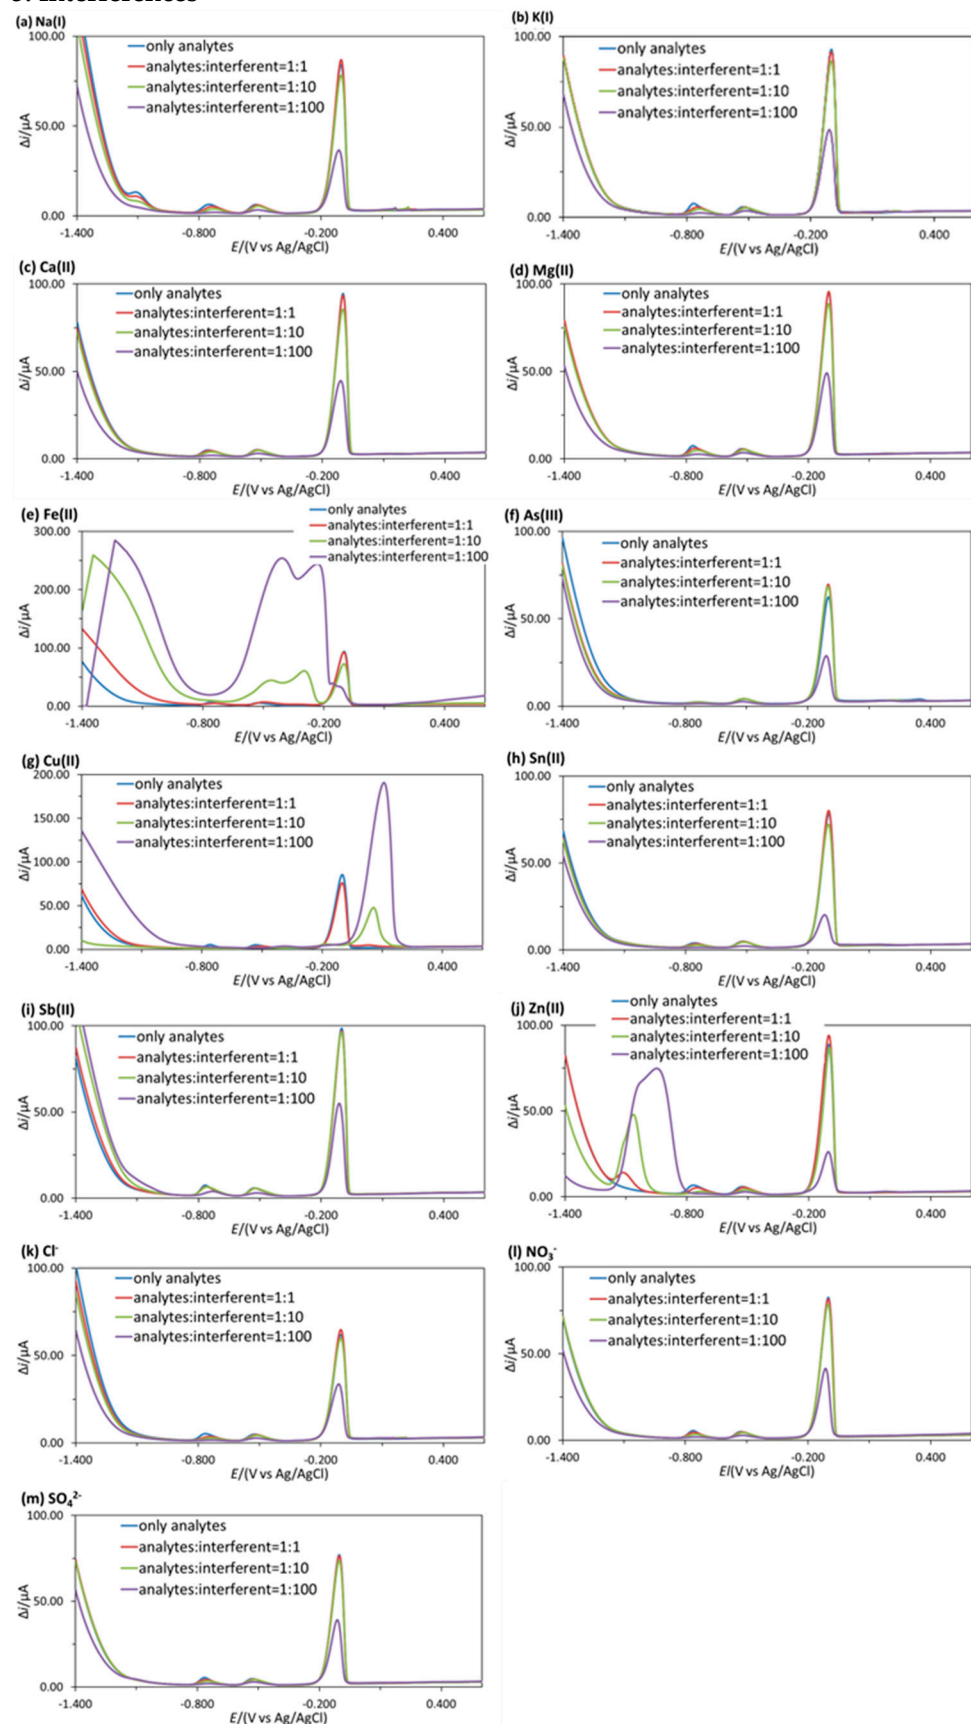 (a) Na(I)
100.00
50.00
0.00
Δi/µA
only analytes
analytes:interferent=1:1
analytes:interferent=1:10
analytes:interferent=1:100
-1.400 -0.800 -0.200 0.400
E/(V vs Ag/AgCl)
(b) K(I)
100.00
50.00
0.00
Δi/µA
only analytes
analytes:interferent=1:1
analytes:interferent=1:10
analytes:interferent=1:100
-1.400 -0.800 -0.200 0.400
E/(V vs Ag/AgCl)
(c) Ca(II)
100.00
50.00
0.00
Δi/µA
only analytes
analytes:interferent=1:1
analytes:interferent=1:10
analytes:interferent=1:100
-1.400 -0.800 -0.200 0.400
E/(V vs Ag/AgCl)
(d) Mg(II)
100.00
50.00
0.00
Δi/µA
only analytes
analytes:interferent=1:1
analytes:interferent=1:10
analytes:interferent=1:100
-1.400 -0.800 -0.200 0.400
E/(V vs Ag/AgCl)
(e) Fe(II)
300.00
200.00
100.00
0.00
Δi/µA
only analytes
analytes:interferent=1:1
analytes:interferent=1:10
analytes:interferent=1:100
-1.400 -0.800 -0.200 0.400
E/(V vs Ag/AgCl)
(f) As(III)
100.00
50.00
0.00
Δi/µA
only analytes
analytes:interferent=1:1
analytes:interferent=1:10
analytes:interferent=1:100
-1.400 -0.800 -0.200 0.400
E/(V vs Ag/AgCl)
(g) Cu(II)
200.00
150.00
100.00
50.00
0.00
Δi/µA
only analytes
analytes:interferent=1:1
analytes:interferent=1:10
analytes:interferent=1:100
-1.400 -0.800 -0.200 0.400
E/(V vs Ag/AgCl)
(h) Sn(II)
100.00
50.00
0.00
Δi/µA
only analytes
analytes:interferent=1:1
analytes:interferent=1:10
analytes:interferent=1:100
-1.400 -0.800 -0.200 0.400
E/(V vs Ag/AgCl)
(i) Sb(II)
100.00
50.00
0.00
Δi/µA
only analytes
analytes:interferent=1:1
analytes:interferent=1:10
analytes:interferent=1:100
-1.400 -0.800 -0.200 0.400
E/(V vs Ag/AgCl)
(j) Zn(II)
100.00
50.00
0.00
Δi/µA
only analytes
analytes:interferent=1:1
analytes:interferent=1:10
analytes:interferent=1:100
-1.400 -0.800 -0.200 0.400
E/(V vs Ag/AgCl)
(k) Cl⁻
100.00
50.00
0.00
Δi/µA
only analytes
analytes:interferent=1:1
analytes:interferent=1:10
analytes:interferent=1:100
-1.400 -0.800 -0.200 0.400
E/(V vs Ag/AgCl)
(l) NO₃⁻
100.00
50.00
0.00
Δi/µA
only analytes
analytes:interferent=1:1
analytes:interferent=1:10
analytes:interferent=1:100
-1.400 -0.800 -0.200 0.400
E/(V vs Ag/AgCl)
(m) SO₄²⁻
100.00
50.00
0.00
Δi/µA
only analytes
analytes:interferent=1:1
analytes:interferent=1:10
analytes:interferent=1:100
-1.400 -0.800 -0.200 0.400
E/(V vs Ag/AgCl)